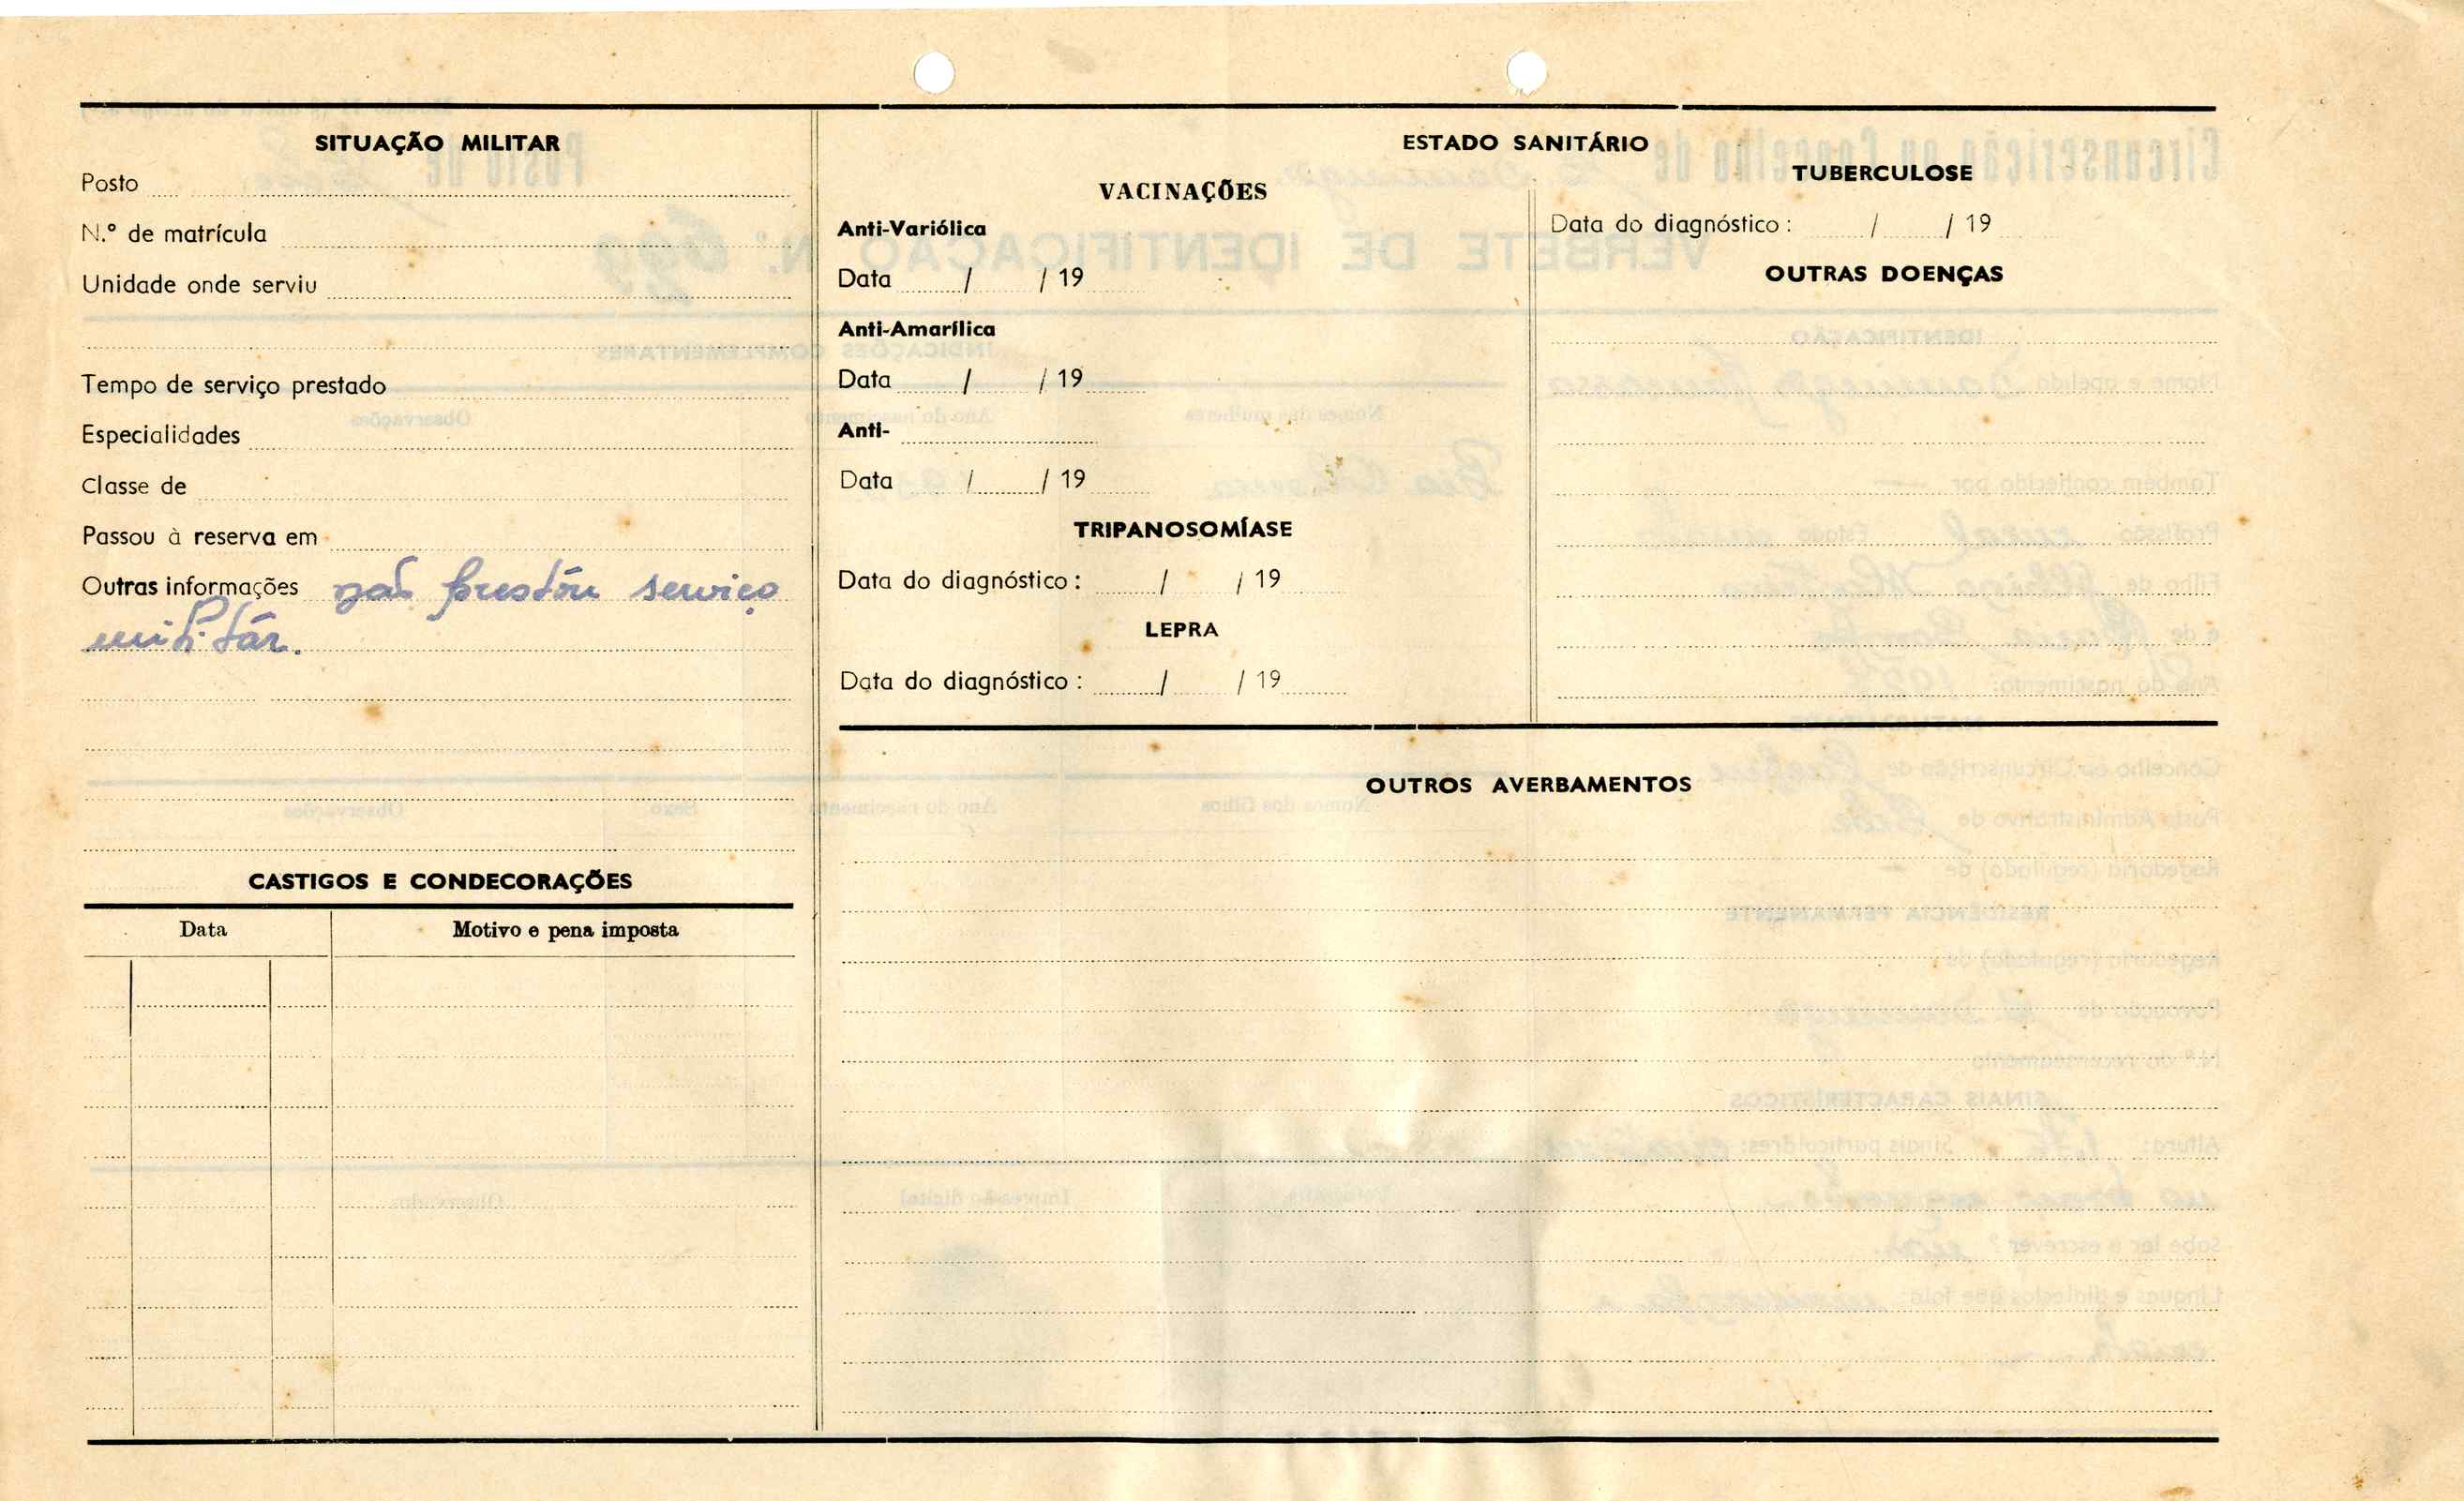 SITUAÇÃO MILITAR
Posto
N.º de matrícula
Unidade onde serviu
Tempo de serviço prestado
Especialidades
Classe de
Passou à reserva em
Outras informações não prestou serviço
militár.
CASTIGOS E CONDECORAÇÕES
Data Motivo e pena imposta
ESTADO SANITÁRIO
VACINAÇÕES
Anti-Variólica
Data / / 19
Anti-Amarílica
Data / / 19
Anti-
Data / / 19
TRIPANOSOMÍASE
Data do diagnóstico : / / 19
LEPRA
Data do diagnóstico : / / 19
TUBERCULOSE
Data do diagnóstico : / / 19
OUTRAS DOENÇAS
OUTROS AVERBAMENTOS